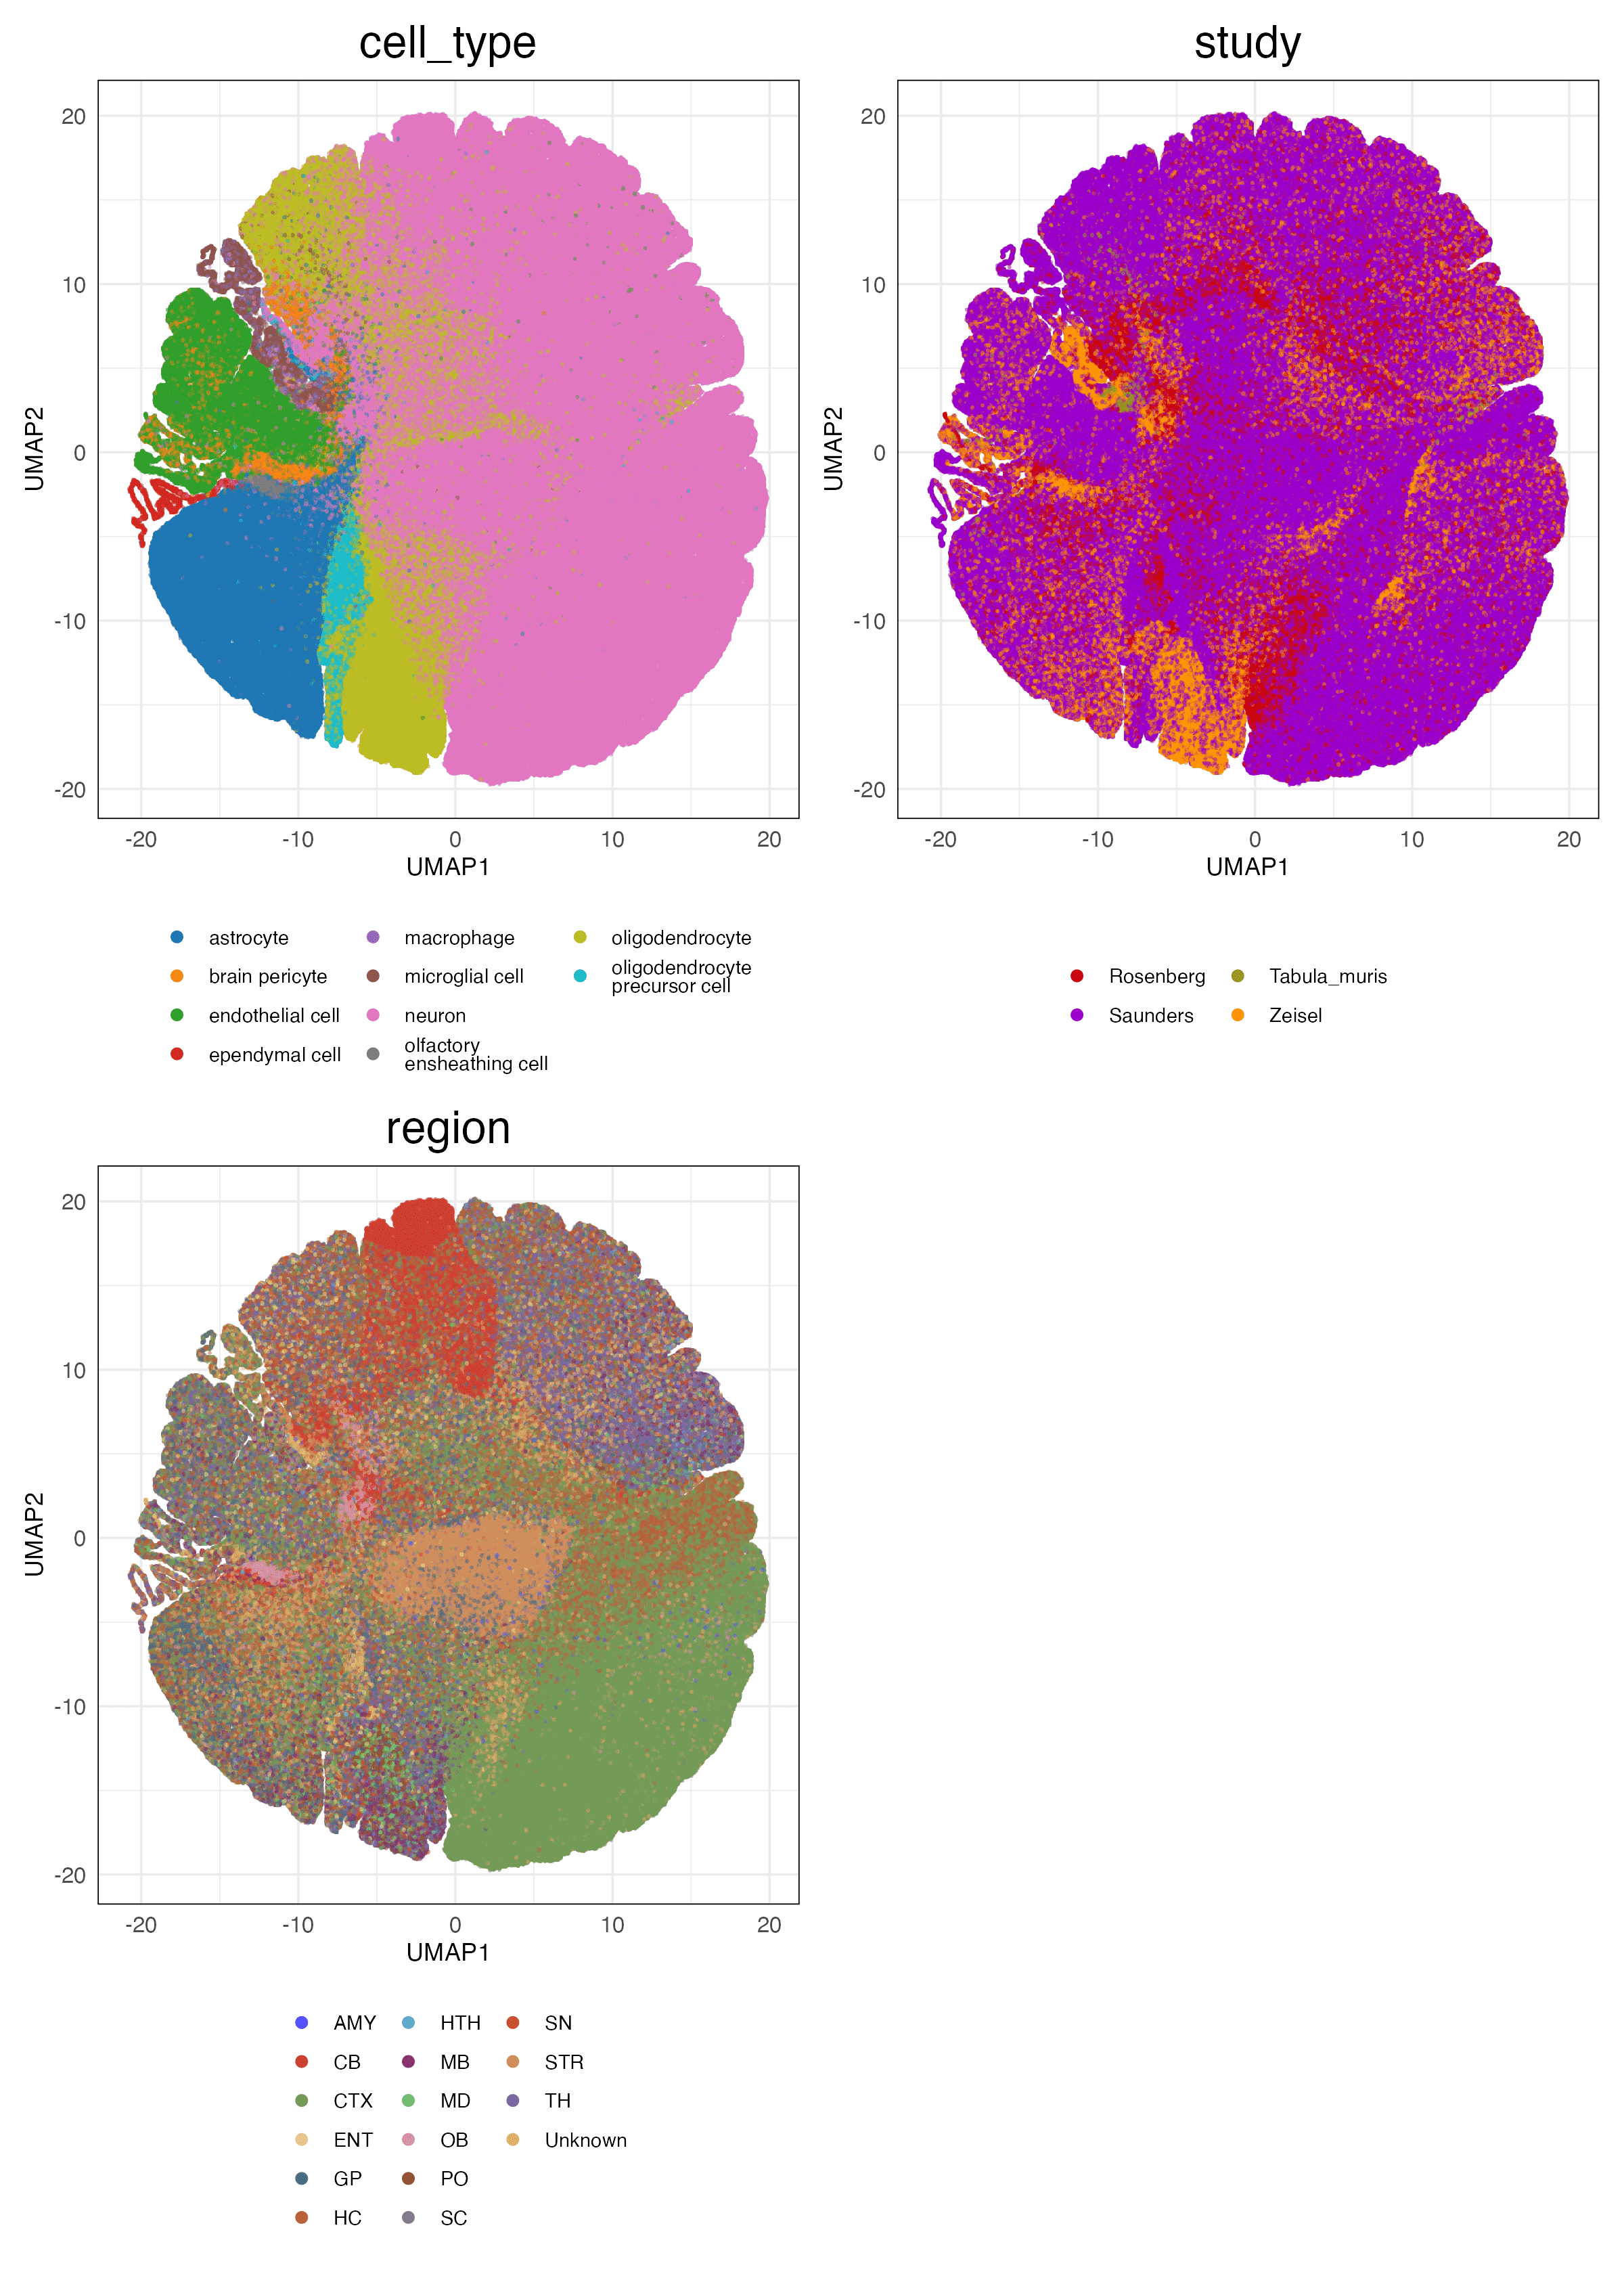 cell_type
study
20
10
0
-10
-20
UMAP2
-20
-10
0
10
20
UMAP1
20
10
0
-10
-20
UMAP2
-20
-10
0
10
20
UMAP1
astrocyte
brain pericyte
endothelial cell
ependymal cell
macrophage
microglial cell
neuron
olfactory
ensheathing cell
oligodendrocyte
oligodendrocyte
precursor cell
Rosenberg
Saunders
Tabula_muris
Zeisel
region
20
10
0
-10
-20
UMAP2
-20
-10
0
10
20
UMAP1
AMY
CB
CTX
ENT
GP
HC
HTH
MB
MD
OB
PO
SC
SN
STR
TH
Unknown